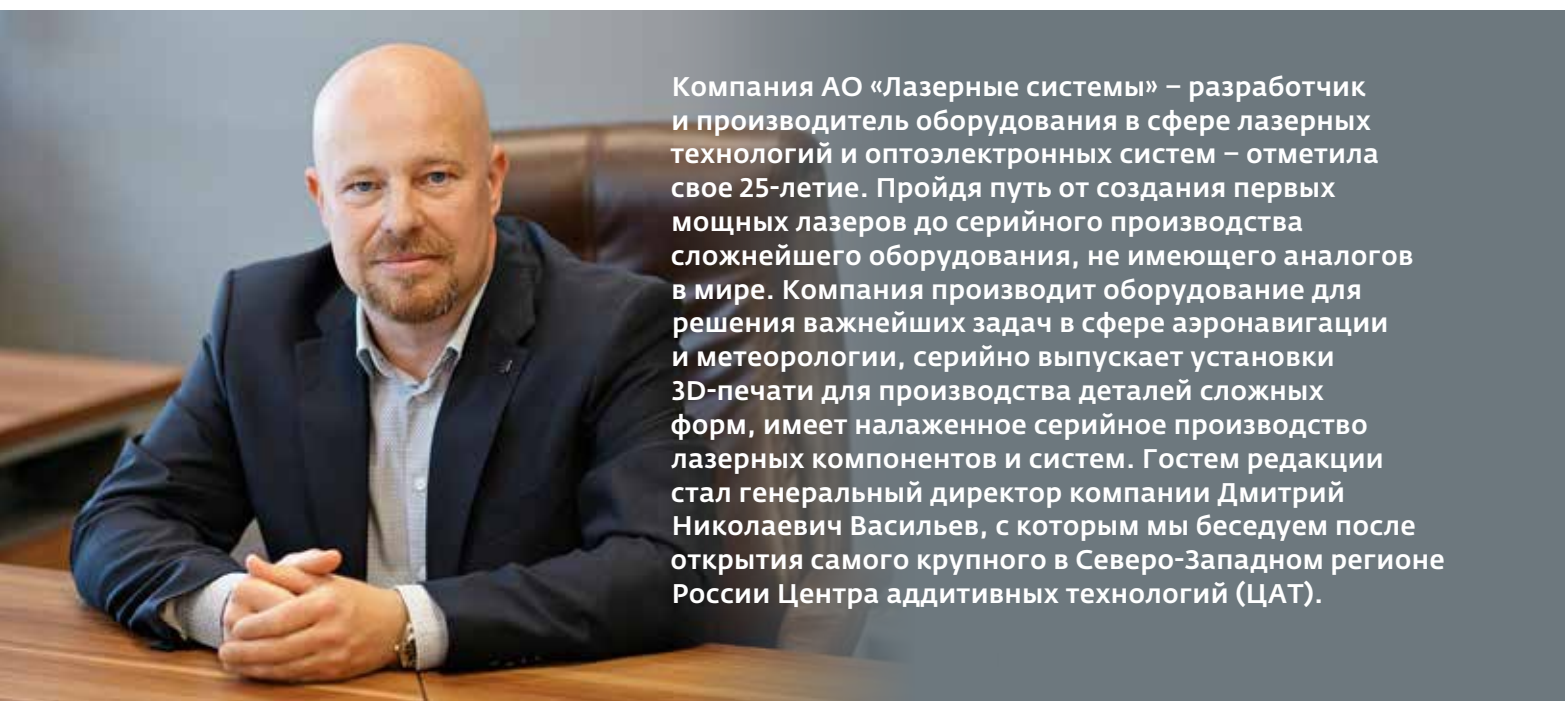 Компания АО «Лазерные системы» – разработчик
и производитель оборудования в сфере лазерных
технологий и оптоэлектронных систем – отметила
свое 25-летие. Пройдя путь от создания первых
мощных лазеров до серийного производства
сложнейшего оборудования, не имеющего аналогов
в мире. Компания производит оборудование для
решения важнейших задач в сфере аэронавигации
и метеорологии, серийно выпускает установки
3D-печати для производства деталей сложных
форм, имеет налаженное серийное производство
лазерных компонентов и систем. Гостем редакции
стал генеральный директор компании Дмитрий
Николаевич Васильев, с которым мы беседуем после
открытия самого крупного в Северо-Западном регионе
России Центра аддитивных технологий (ЦАТ).